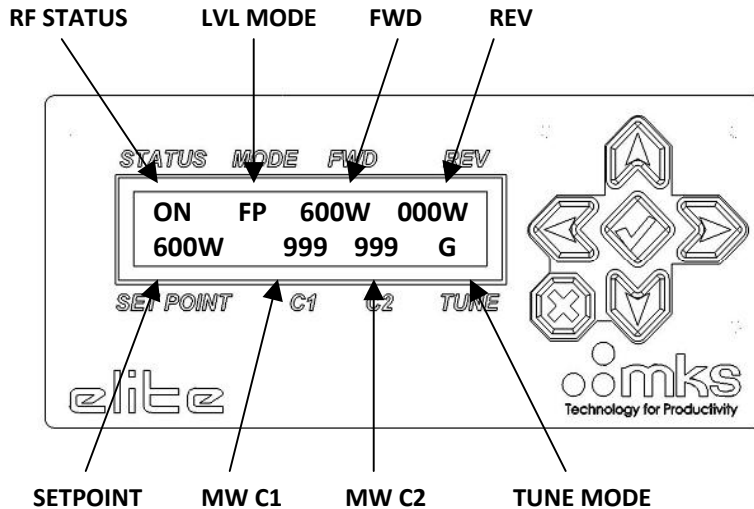 RF STATUS LVL MODE FWD REV
STATUS MODE FWD REV
ON FP 600W 000W
600W 999 999 G
SET POINT C1 C2 TUNE
elite
mks
Technology for Productivity
SETPOINT MW C1 MW C2 TUNE MODE